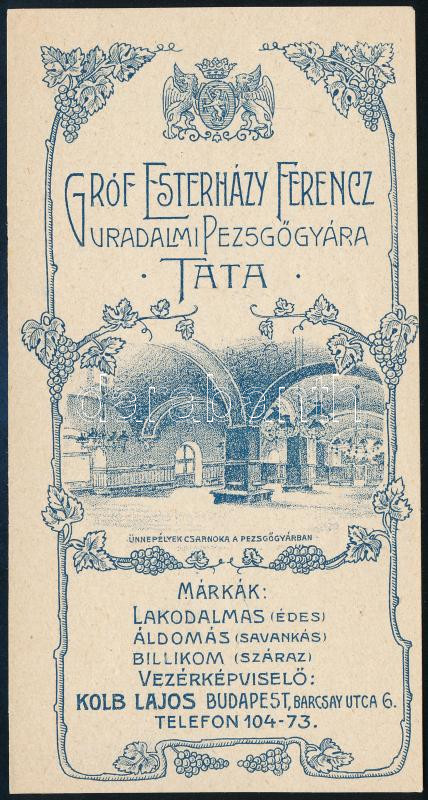 GRÓF ESTERHÁZY FERENCZ
URADALMI PEZSGŐGYÁRA
· TATA ·
darabanth
ÜNNEPÉLYEK CSARNOKA A PEZSGŐGYÁRBAN
MÁRKÁK:
LAKODALMAS (ÉDES)
ÁLDOMÁS (SAVANKÁS)
BILLIKOM (SZÁRAZ)
VEZÉRKÉPVISELŐ:
KOLB LAJOS BUDAPEST, BARCSAY UTCA 6.
TELEFON 104-73.